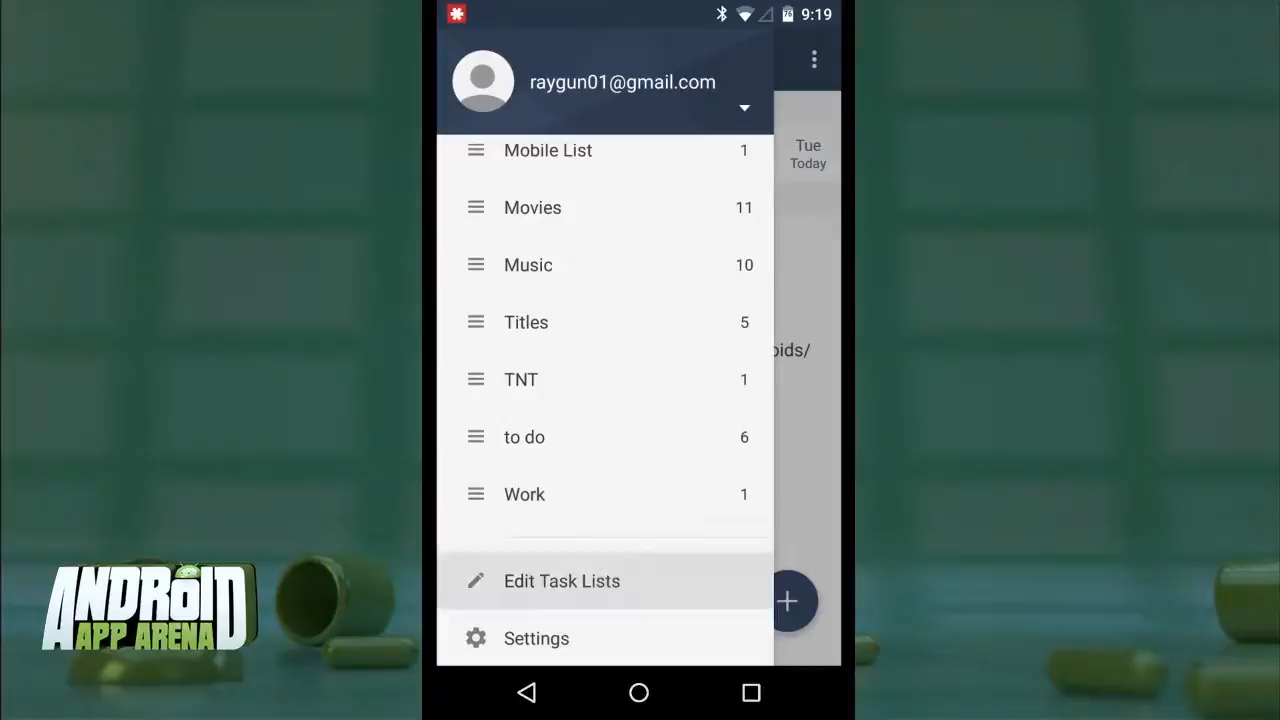 76 9:19
raygun01@gmail.com
Mobile List 1
Tue
Today
Movies 11
Music 10
Titles 5
oids/
TNT 1
to do 6
Work 1
Edit Task Lists
Settings
ANDROID
APP ARENA